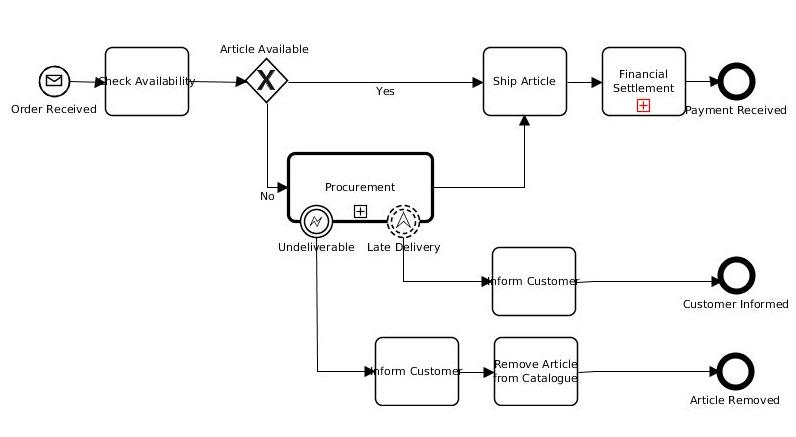 Article Available
Order Received
Check Availability
Yes
Ship Article
Financial
Settlement
Payment Received
No
Procurement
Undeliverable
Late Delivery
Inform Customer
Customer Informed
Inform Customer
Remove Article
from Catalogue
Article Removed